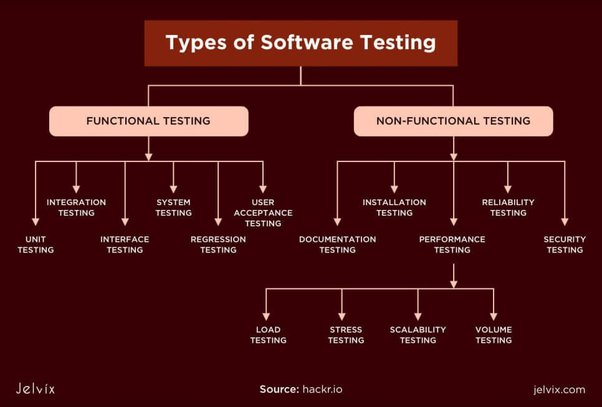 Types of Software Testing
FUNCTIONAL TESTING
NON-FUNCTIONAL TESTING
INTEGRATION
TESTING
SYSTEM
TESTING
USER
ACCEPTANCE
TESTING
UNIT
TESTING
INTERFACE
TESTING
REGRESSION
TESTING
INSTALLATION
TESTING
RELIABILITY
TESTING
DOCUMENTATION
TESTING
PERFORMANCE
TESTING
SECURITY
TESTING
LOAD
TESTING
STRESS
TESTING
SCALABILITY
TESTING
VOLUME
TESTING
Jelvix
Source: hackr.io
jelvix.com